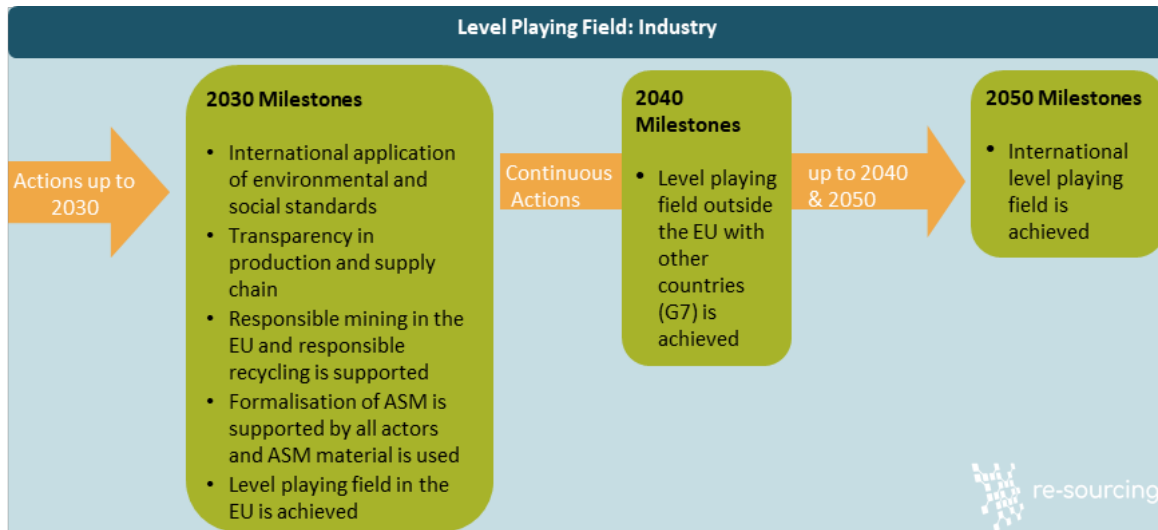 Level Playing Field: Industry
Actions up to
2030
2030 Milestones
• International application
of environmental and
social standards
• Transparency in
production and supply
chain
• Responsible mining in the
EU and responsible
recycling is supported
• Formalisation of ASM is
supported by all actors
and ASM material is used
• Level playing field in the
EU is achieved
Continuous
Actions
2040
Milestones
• Level playing
field outside
the EU with
other
countries
(G7) is
achieved
up to 2040
& 2050
2050 Milestones
• International
level playing
field is
achieved
re-sourcing